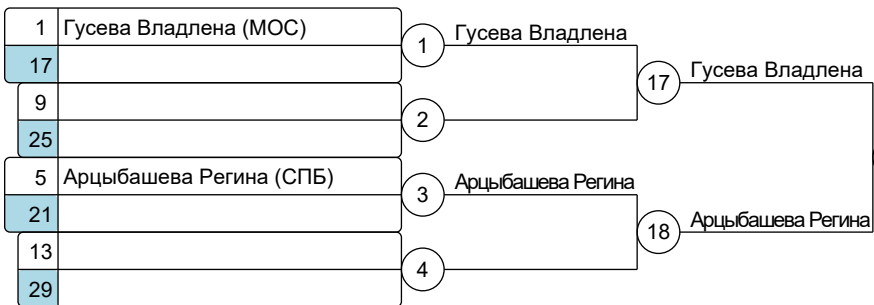 1 Гусева Владлена (МОС)
17
1 Гусева Владлена
9
25
2
17 Гусева Владлена
5 Арцыбашева Регина (СПБ)
21
3 Арцыбашева Регина
13
29
4
18 Арцыбашева Регина